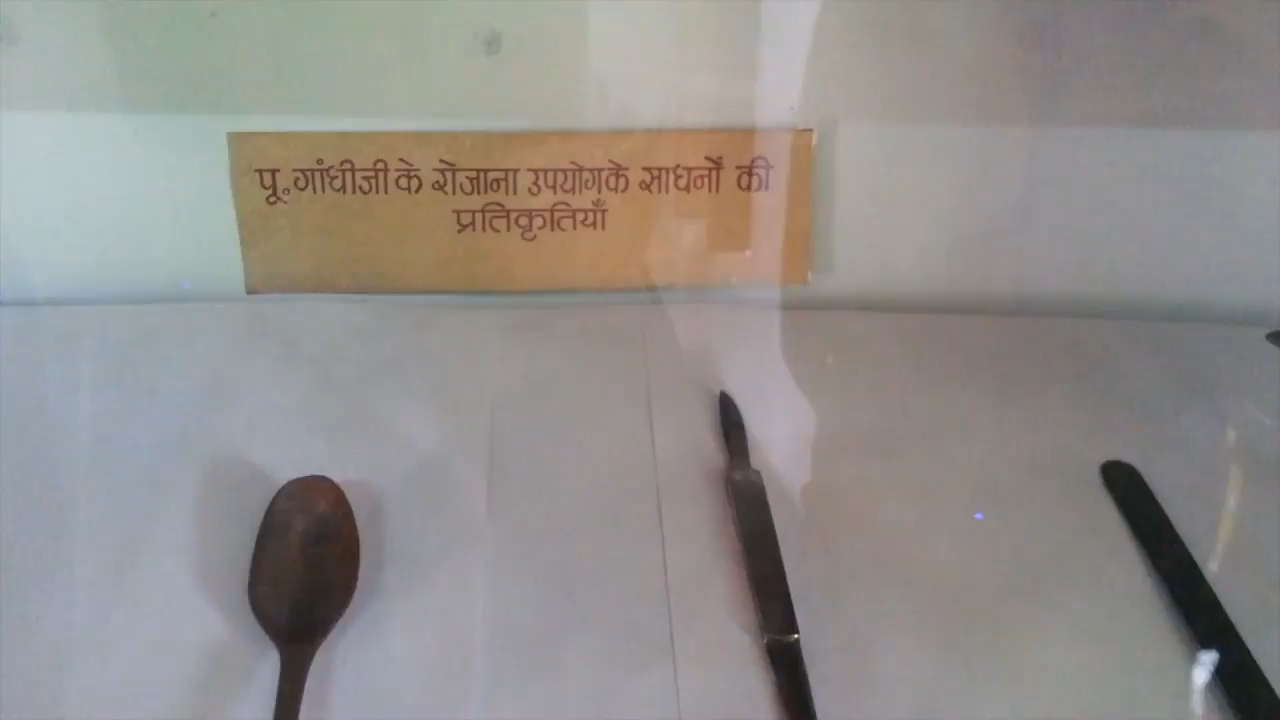 पू॰ गांधीजी के रोजाना उपयोगके साधनोँ की
प्रतिकृतियाँ